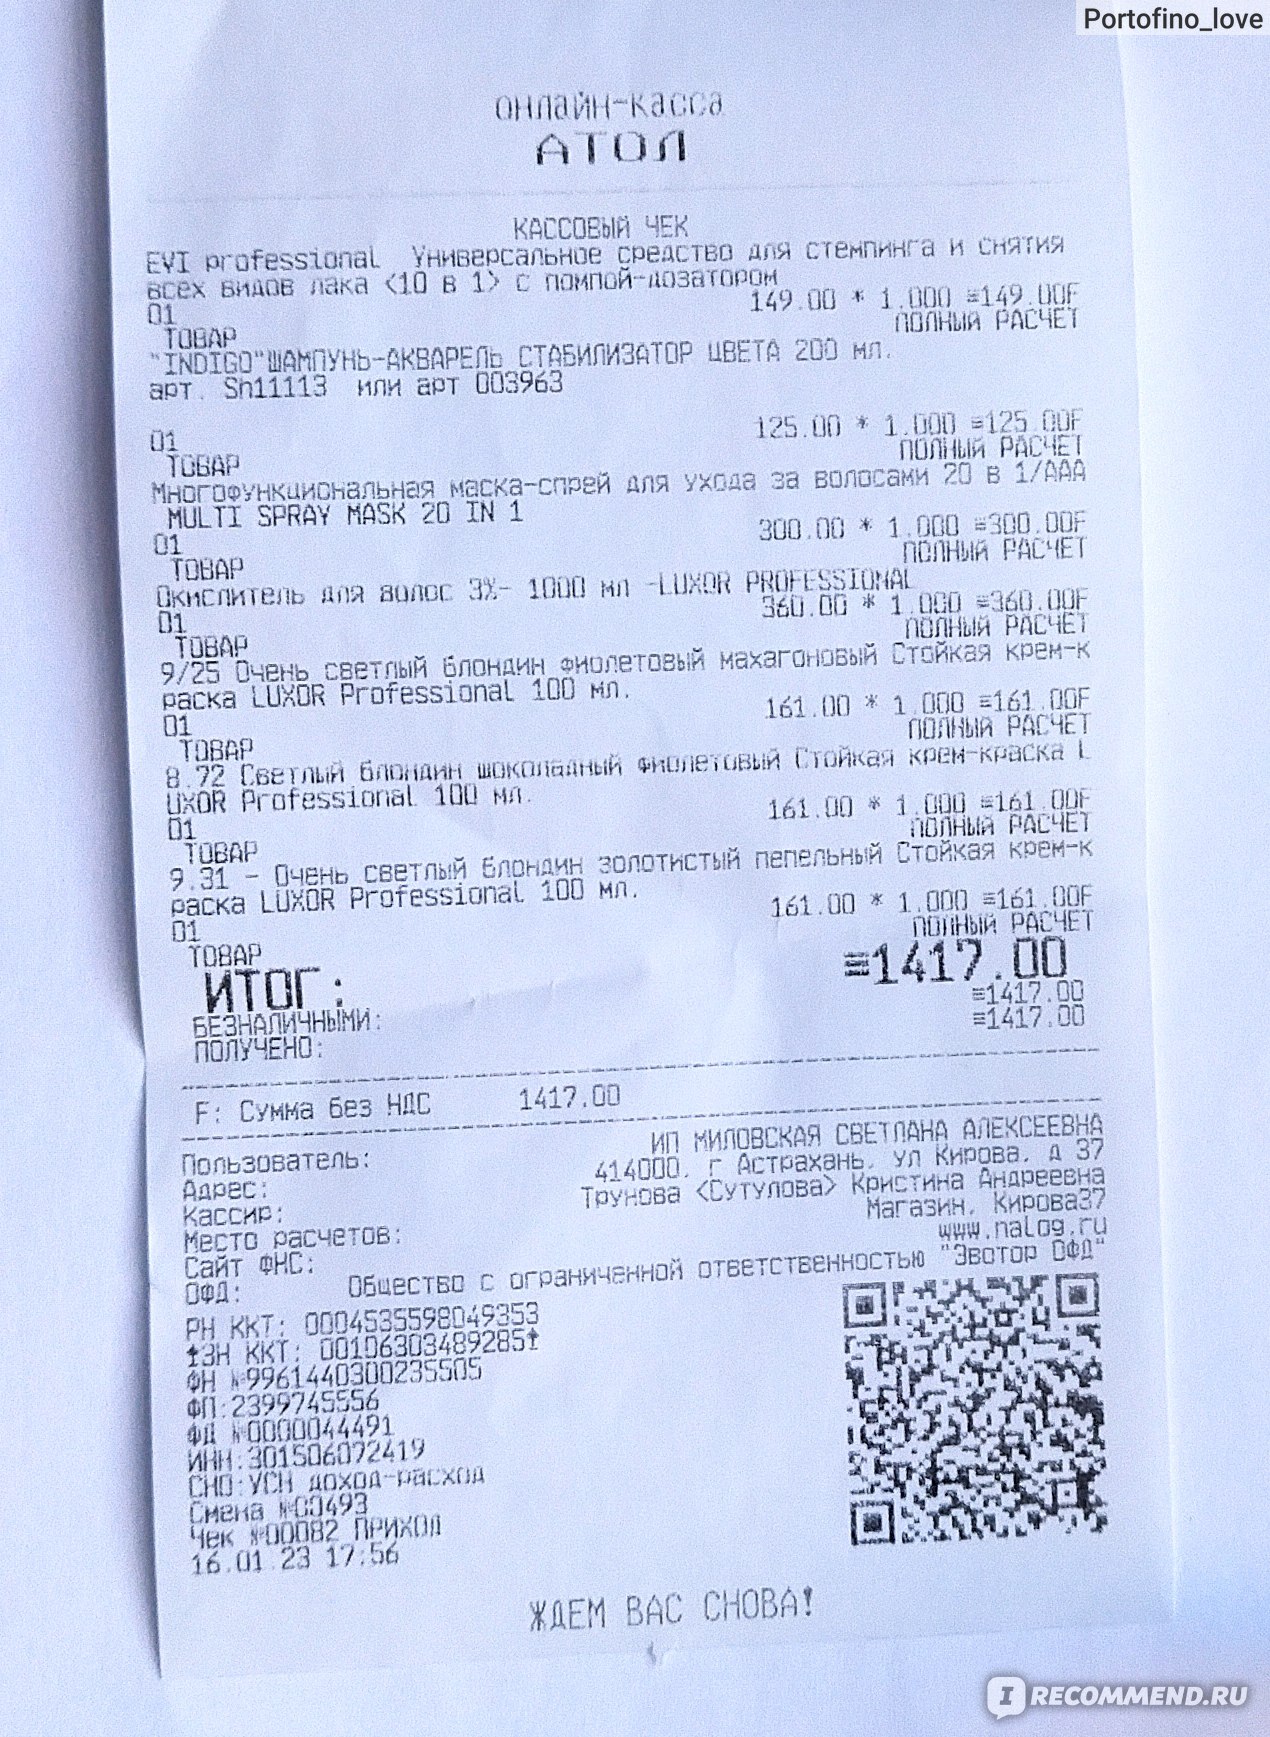 Portofino_love
онлайн-касса
АТОЛ
КАССОВЫЙ ЧЕК
EVI professional Универсальное средство для стемпинга и снятия
всех видов лака <10 в 1> с помпой-дозатором
149.00 * 1.000 ≡149.00F
01
ПОЛНЫЙ РАСЧЕТ
ТОВАР
"INDIGO"ШАМПУНЬ-АКВАРЕЛЬ СТАБИЛИЗАТОР ЦВЕТА 200 мл.
арт. Sh11113 или арт 003963
125.00 * 1.000 ≡125.00F
01
ПОЛНЫЙ РАСЧЕТ
ТОВАР
Многофункциональная маска-спрей для ухода за волосами 20 в 1/AAA
MULTI SPRAY MASK 20 IN 1
300.00 * 1.000 ≡300.00F
01
ПОЛНЫЙ РАСЧЕТ
ТОВАР
Окислитель для волос 3%- 1000 мл -LUXOR PROFESSIONAL
360.00 * 1.000 ≡360.00F
01
ПОЛНЫЙ РАСЧЕТ
ТОВАР
9/25 Очень светлый блондин фиолетовый махагоновый Стойкая крем-к
раска LUXOR Professional 100 мл.
161.00 * 1.000 ≡161.00F
01
ПОЛНЫЙ РАСЧЕТ
ТОВАР
8.72 Светлый блондин шоколадный фиолетовый Стойкая крем-краска L
UXOR Professional 100 мл.
161.00 * 1.000 ≡161.00F
01
ПОЛНЫЙ РАСЧЕТ
ТОВАР
9.31 - Очень светлый блондин золотистый пепельный Стойкая крем-к
раска LUXOR Professional 100 мл.
161.00 * 1.000 ≡161.00F
01
ПОЛНЫЙ РАСЧЕТ
ТОВАР
ИТОГ: ≡1417.00
БЕЗНАЛИЧНЫМИ: ≡1417.00
ПОЛУЧЕНО: ≡1417.00
F: Сумма без НДС 1417.00
Пользователь: ИП МИЛОВСКАЯ СВЕТЛАНА АЛЕКСЕЕВНА
Адрес: 414000, г Астрахань, ул Кирова, д 37
Кассир: Трунова <Сутулова> Кристина Андреевна
Место расчетов: Магазин, Кирова37
Сайт ФНС: www.nalog.ru
ОФД: Общество с ограниченной ответственностью "Эвотор ОФД"
РН ККТ: 0004535598049353
ЗН ККТ: 00106303489285
ФН №9961440300235505
ФП:2399745556
ФД №0000044491
ИНН:301506072419
СНО:УСН доход-расход
Смена №00493
Чек №00082 ПРИХОД
16.01.23 17:56
ЖДЕМ ВАС СНОВА!
I RECOMMEND.RU